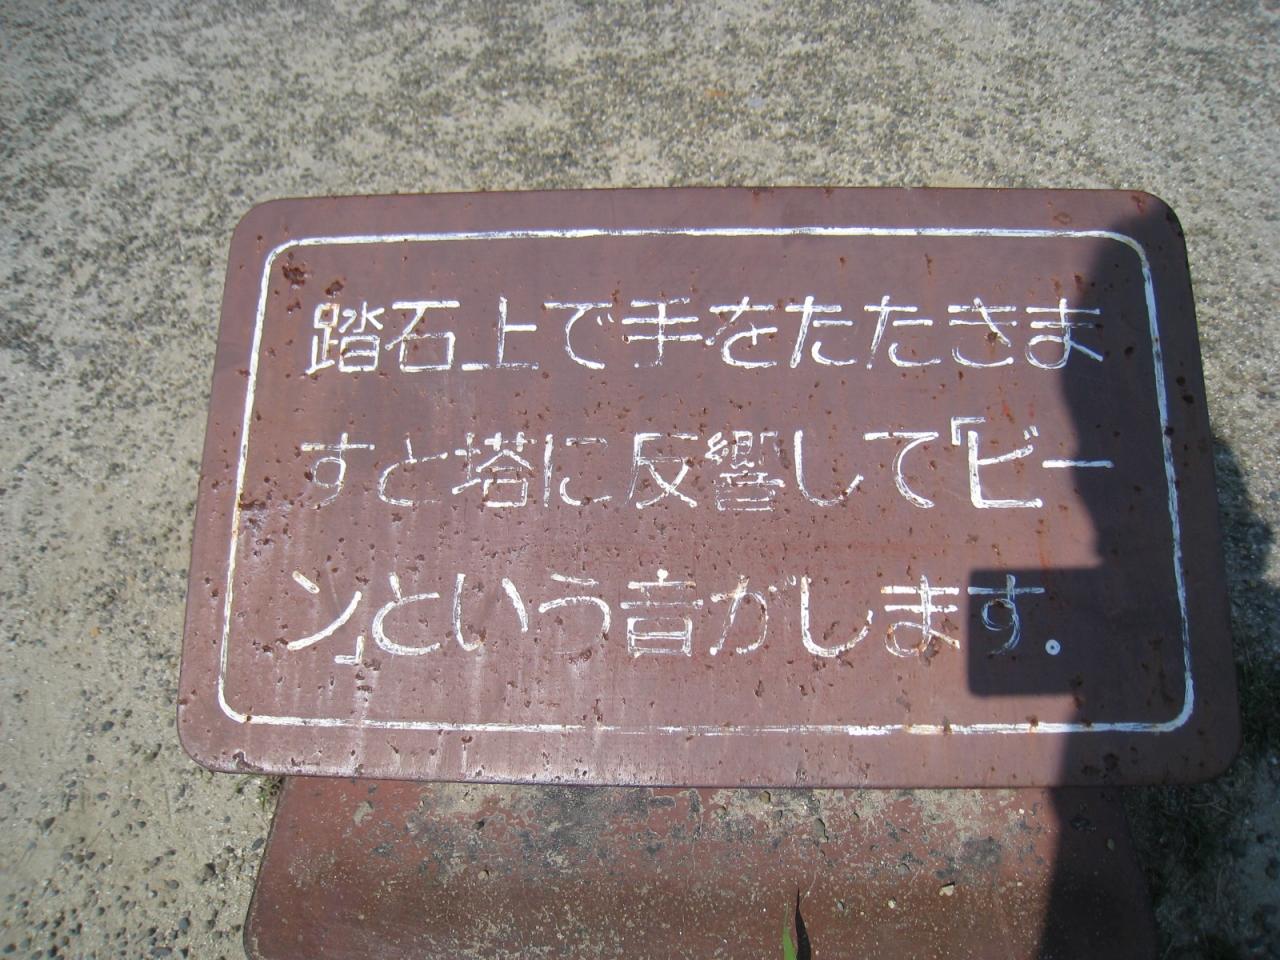 踏石上で手をたたきま
すと塔に反響して「ビー
ン」という音がします。